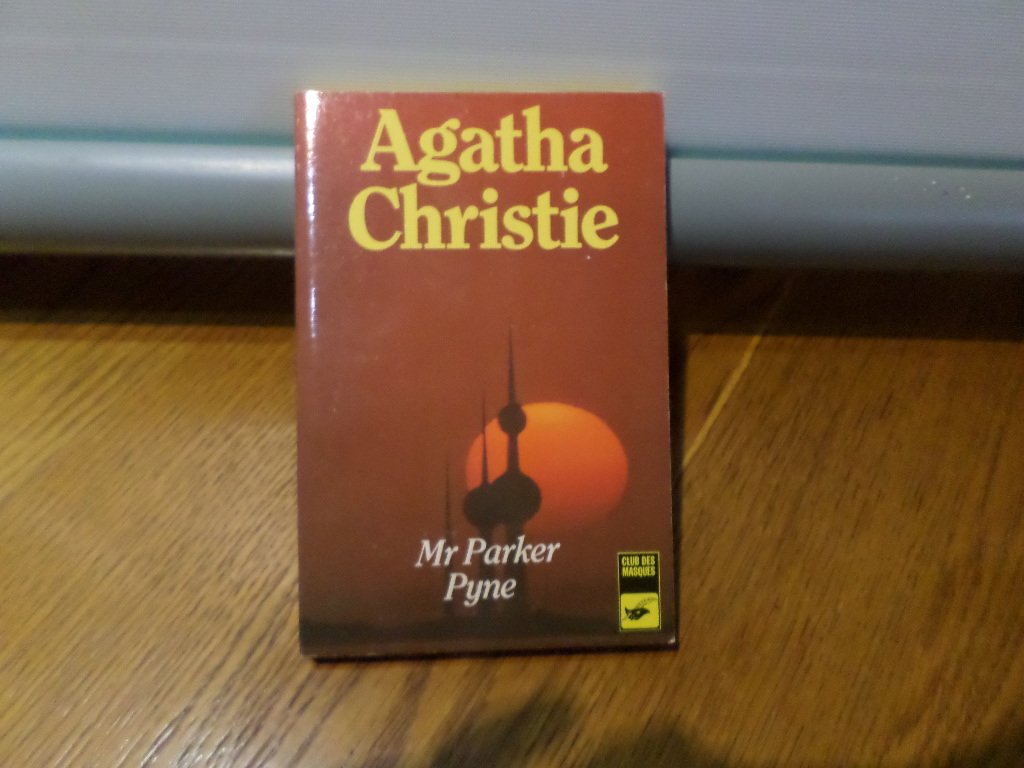 Agatha
Christie
Mr Parker
Pyne
CLUB DES
MASQUES